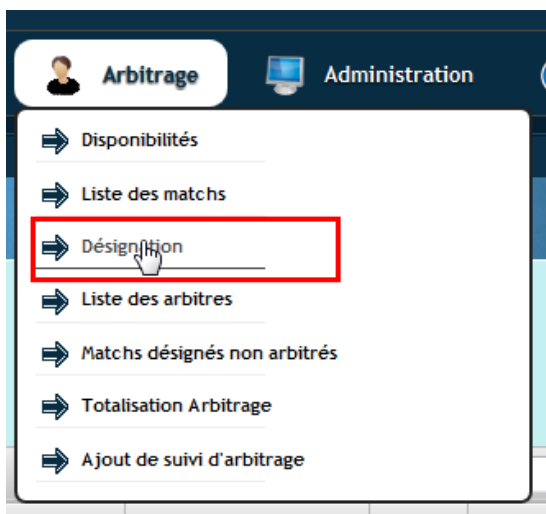 Arbitrage Administration
Disponibilités
Liste des matchs
Désignation
Liste des arbitres
Matchs désignés non arbitrés
Totalisation Arbitrage
Ajout de suivi d'arbitrage